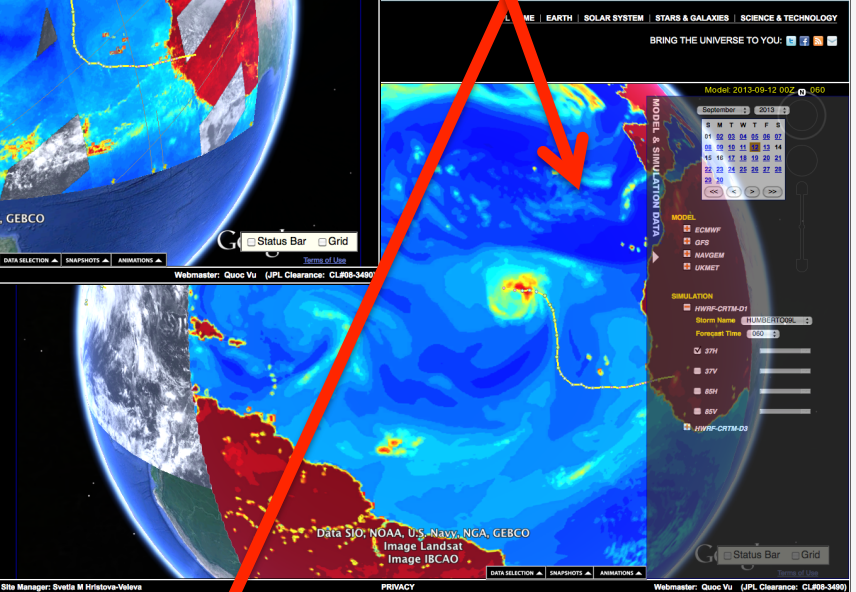 ME | EARTH | SOLAR SYSTEM | STARS & GALAXIES | SCIENCE & TECHNOLOGY
BRING THE UNIVERSE TO YOU:
Model: 2013-09-12 00Z 060
MODEL & SIMULATION DATA
September 2013
S M T W T F S
01 02 03 04 05 06 07
08 09 10 11 12 13 14
15 16 17 18 19 20 21
22 23 24 25 26 27 28
29 30
<< < > >>
MODEL
ECMWF
GFS
NAVGEM
UKMET
SIMULATION
HWRF-CRTM-D1
Storm Name HUMBERTO09L
Forecast Time 060
37H
37V
85H
85V
HWRF-CRTM-D3
, GEBCO
Status Bar Grid
DATA SELECTION SNAPSHOTS ANIMATIONS
Terms of Use
Webmaster: Quoc Vu (JPL Clearance: CL#08-3490)
Data SIO, NOAA, U.S. Navy, NGA, GEBCO
Image Landsat
Image IBCAO
Status Bar Grid
DATA SELECTION SNAPSHOTS ANIMATIONS
Terms of Use
Site Manager: Svetla M Hristova-Veleva PRIVACY Webmaster: Quoc Vu (JPL Clearance: CL#08-3490)